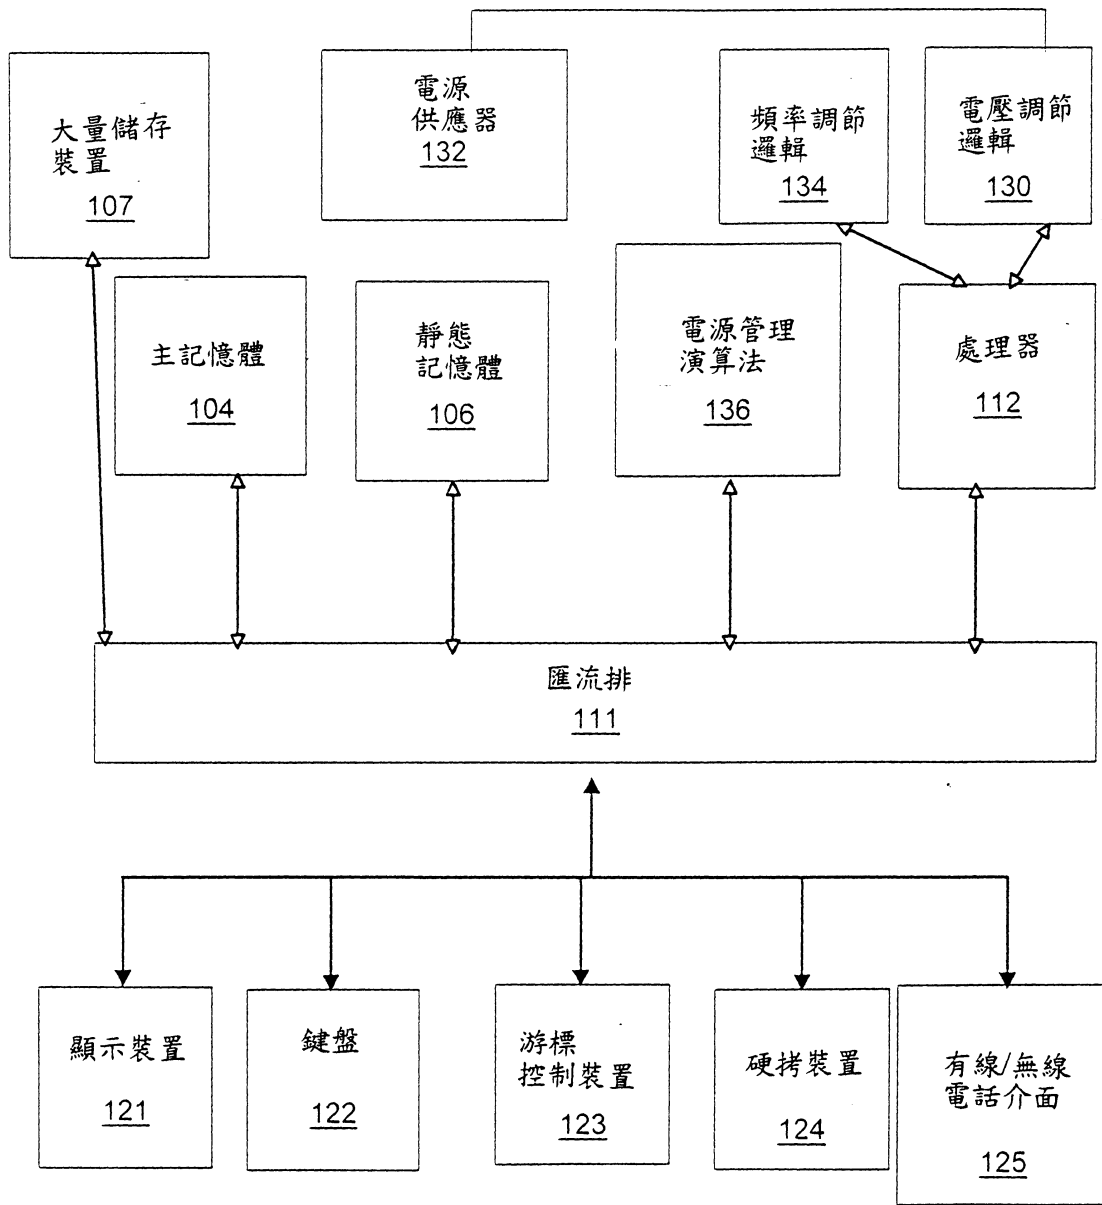 大量儲存
裝置
107
電源
供應器
132
頻率調節
邏輯
134
電壓調節
邏輯
130
主記憶體
104
靜態
記憶體
106
電源管理
演算法
136
處理器
112
匯流排
111
顯示裝置
121
鍵盤
122
游標
控制裝置
123
硬拷裝置
124
有線/無線
電話介面
125